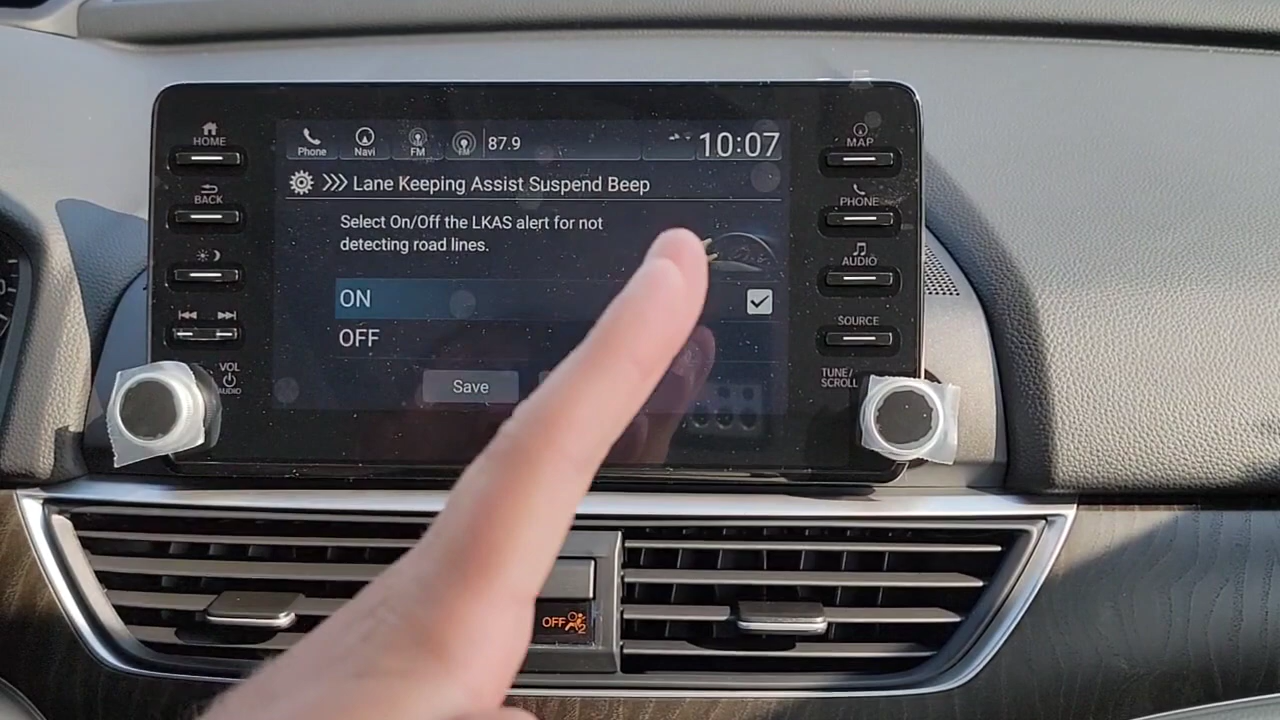 HOME
BACK
VOL
AUDIO
Phone
Navi
FM
87.9
10:07
Lane Keeping Assist Suspend Beep
Select On/Off the LKAS alert for not
detecting road lines.
ON
OFF
Save
MAP
PHONE
AUDIO
SOURCE
TUNE/
SCROLL
OFF
2